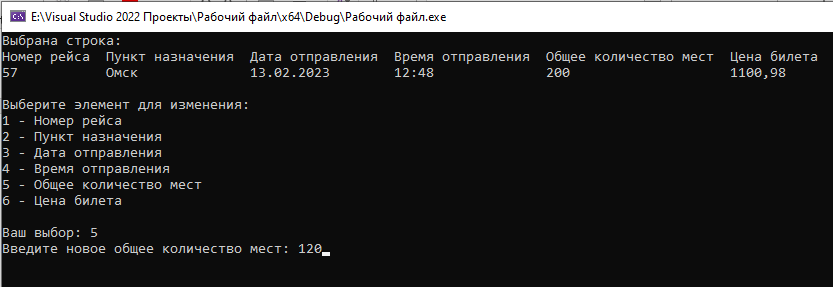 E:\Visual Studio 2022 Проекты\Рабочий файл\x64\Debug\Рабочий файл.exe
Выбрана строка:
Номер рейса  Пункт назначения  Дата отправления  Время отправления  Общее количество мест  Цена билета
57           Омск              13.02.2023        12:48              200                    1100,98
Выберите элемент для изменения:
1 - Номер рейса
2 - Пункт назначения
3 - Дата отправления
4 - Время отправления
5 - Общее количество мест
6 - Цена билета
Ваш выбор: 5
Введите новое общее количество мест: 120